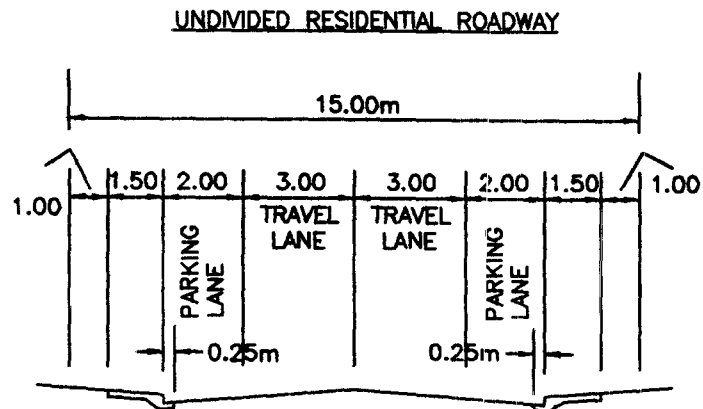 UNDIVIDED RESIDENTIAL ROADWAY
15.00m
1.00 1.50 2.00 3.00 3.00 2.00 1.50 1.00
TRAVEL LANE
TRAVEL LANE
PARKING LANE
PARKING LANE
0.25m 0.25m